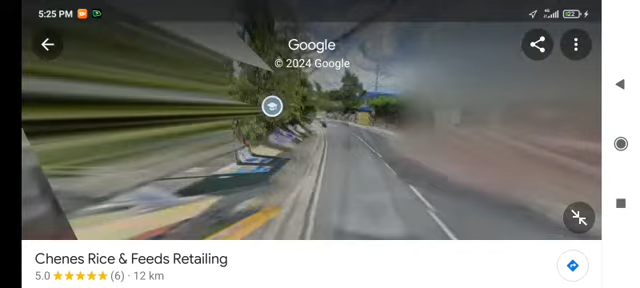 5:25 PM
Google
© 2024 Google
Chenes Rice & Feeds Retailing
5.0 (6) · 12 km